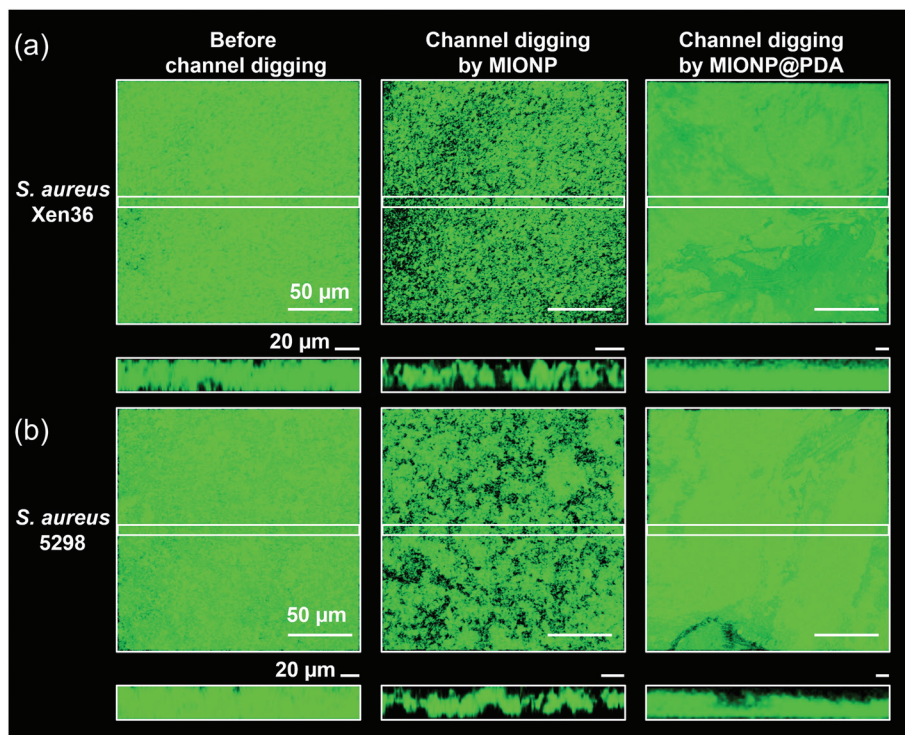 (a)
Before
channel digging
Channel digging
by MIONP
Channel digging
by MIONP@PDA
S. aureus
Xen36
50 µm
20 µm
(b)
S. aureus
5298
50 µm
20 µm